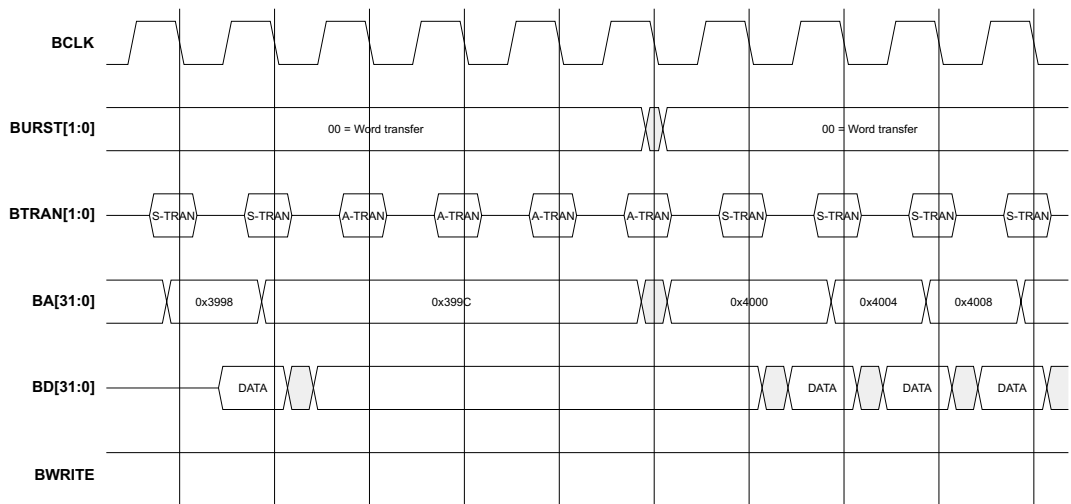 BCLK
BURST[1:0] 00 = Word transfer 00 = Word transfer
BTRAN[1:0] S-TRAN S-TRAN A-TRAN A-TRAN A-TRAN A-TRAN S-TRAN S-TRAN S-TRAN S-TRAN
BA[31:0] 0x3998 0x399C 0x4000 0x4004 0x4008
BD[31:0] DATA DATA DATA DATA
BWRITE